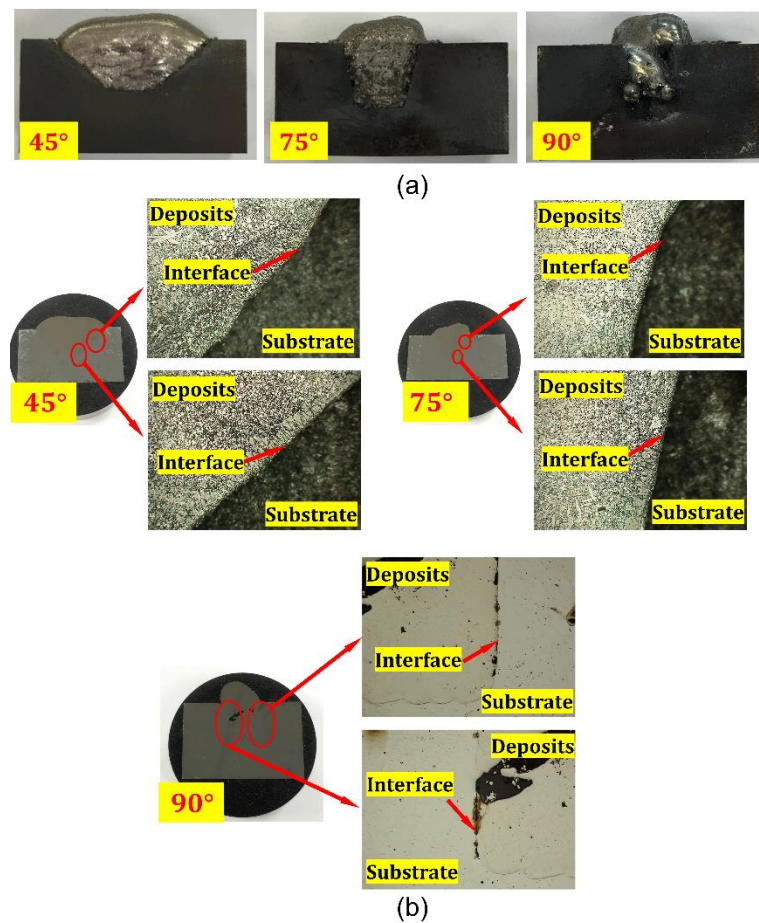 45°
75°
90°
(a)
Deposits
Interface
Substrate
Deposits
Interface
Substrate
45°
Deposits
Interface
Substrate
Deposits
Interface
Substrate
75°
Deposits
Interface
Substrate
Deposits
Interface
Substrate
90°
(b)